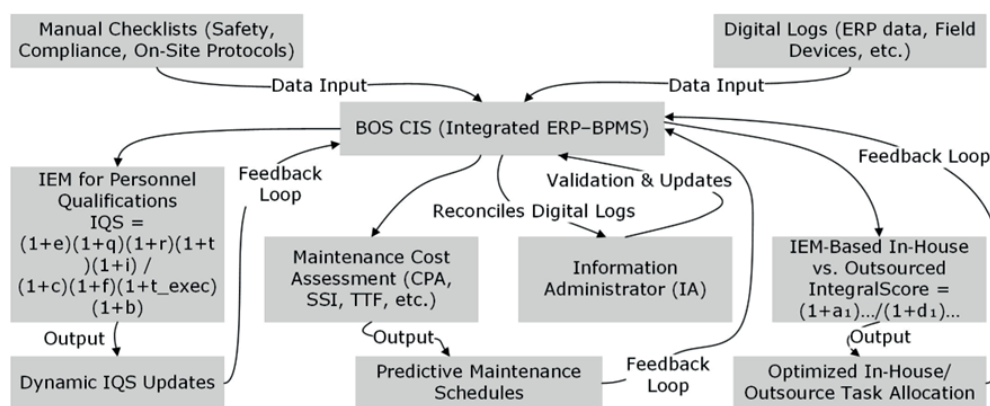 Manual Checklists (Safety,
Compliance, On-Site Protocols)
Digital Logs (ERP data, Field
Devices, etc.)
Data Input
Data Input
BOS CIS (Integrated ERP–BPMS)
Feedback
Loop
Feedback Loop
Validation & Updates
Reconciles Digital Logs
IEM for Personnel
Qualifications
IQS =
(1+e)(1+q)(1+r)(1+t
)(1+i) /
(1+c)(1+f)(1+t_exec)
(1+b)
Maintenance Cost
Assessment (CPA,
SSI, TTF, etc.)
Information
Administrator (IA)
IEM-Based In-House
vs. Outsourced
IntegralScore =
(1+a₁).../(1+d₁)...
Output
Output
Output
Dynamic IQS Updates
Predictive Maintenance
Schedules
Feedback
Loop
Optimized In-House/
Outsource Task Allocation